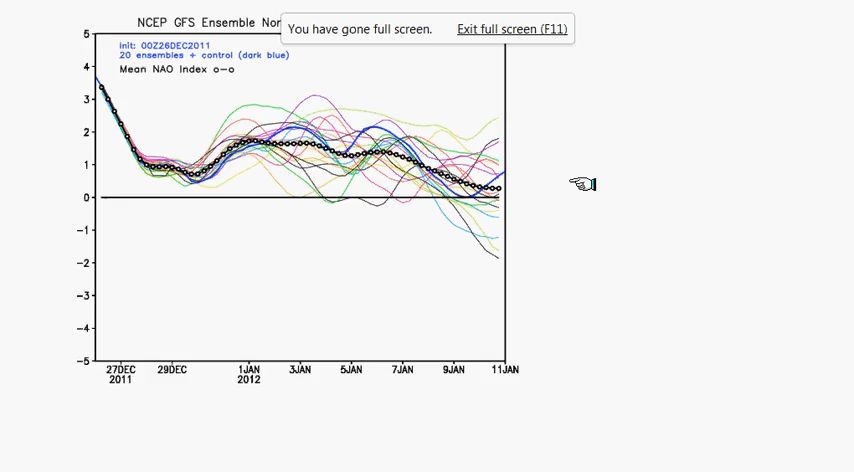 NCEP GFS Ensemble Nor
You have gone full screen. Exit full screen (F11)
Init: 00Z26DEC2011
20 ensembles + control (dark blue)
Mean NAO Index o—o
5
4
3
2
1
0
-1
-2
-3
-4
-5
27DEC 29DEC 1JAN 3JAN 5JAN 7JAN 9JAN 11JAN
2011 2012